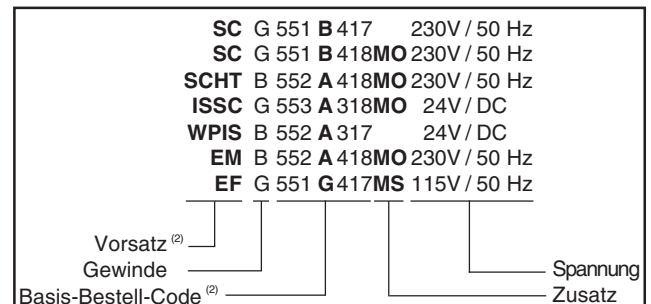 SC G 551 B 417 230V / 50 Hz
SC G 551 B 418MO 230V / 50 Hz
SCHT B 552 A 418MO 230V / 50 Hz
ISSC G 553 A 318MO 24V / DC
WPIS B 552 A 317 24V / DC
EM B 552 A 418MO 230V / 50 Hz
EF G 551 G 417MS 115V / 50 Hz
Vorsatz (2)
Gewinde Spannung
Basis-Bestell-Code (2) Zusatz